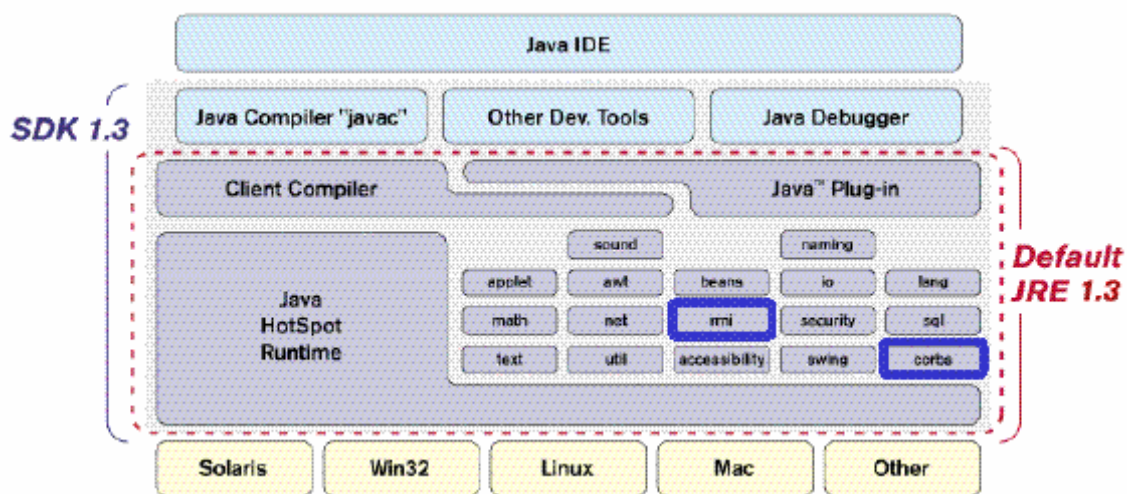 Java IDE
SDK 1.3
Java Compiler "javac"
Other Dev. Tools
Java Debugger
Client Compiler
Java™ Plug-in
Java
HotSpot
Runtime
sound
naming
applet
awt
beans
io
lang
math
net
rmi
security
sql
text
util
accessibility
swing
corba
Default
JRE 1.3
Solaris
Win32
Linux
Mac
Other